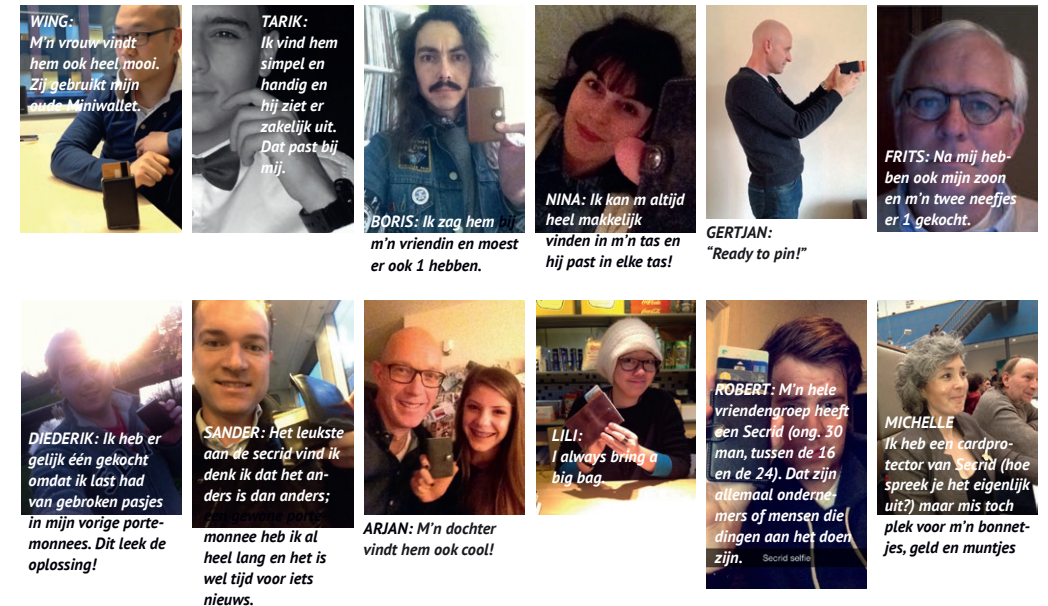 WING:
M’n vrouw vindt
hem ook heel mooi.
Zij gebruikt mijn
oude Miniwallet.
TARIK:
Ik vind hem
simpel en
handig en
hij ziet er
zakelijk uit.
Dat past bij
mij.
BORIS: Ik zag hem bij
m’n vriendin en moest
er ook 1 hebben.
NINA: Ik kan m altijd
heel makkelijk
vinden in m’n tas en
hij past in elke tas!
GERTJAN:
“Ready to pin!”
FRITS: Na mij heb-
ben ook mijn zoon
en m’n twee neefjes
er 1 gekocht.
DIEDERIK: Ik heb er
gelijk één gekocht
omdat ik last had
van gebroken pasjes
in mijn vorige porte-
monnees. Dit leek de
oplossing!
SANDER: Het leukste
aan de secrid vind ik
denk ik dat het an-
ders is dan anders;
een gewone porte-
monnee heb ik al
heel lang en het is
wel tijd voor iets
nieuws.
ARJAN: M’n dochter
vindt hem ook cool!
LILI:
I always bring a
big bag.
ROBERT: M’n hele
vriendengroep heeft
een Secrid (ong. 30
man, tussen de 16
en de 24). Dat zijn
allemaal onderne-
mers of mensen die
dingen aan het doen
zijn.
Secrid selfie
MICHELLE
Ik heb een cardpro-
tector van Secrid (hoe
spreek je het eigenlijk
uit?) maar mis toch
plek voor m’n bonnet-
jes, geld en muntjes